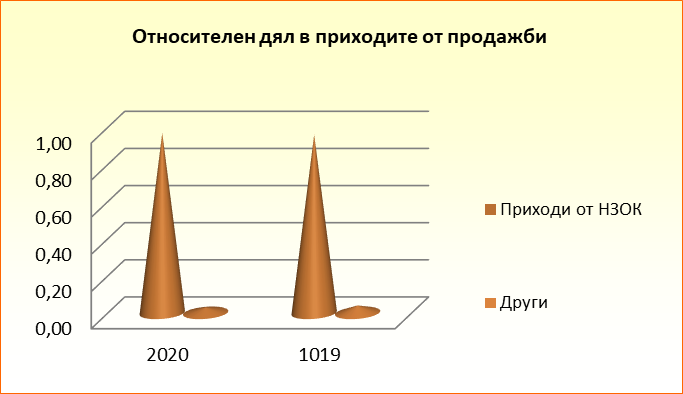 Относителен дял в приходите от продажби
1,00
0,80
0,60
0,40
0,20
0,00
2020
1019
Приходи от НЗОК
Други